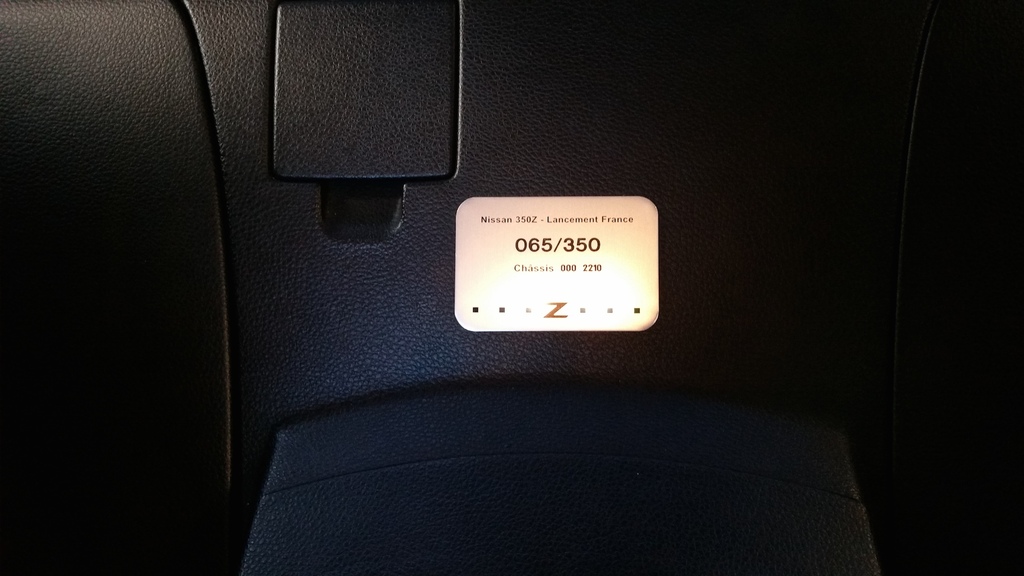 Nissan 350Z - Lancement France
065/350
Châssis 000 2210
Z